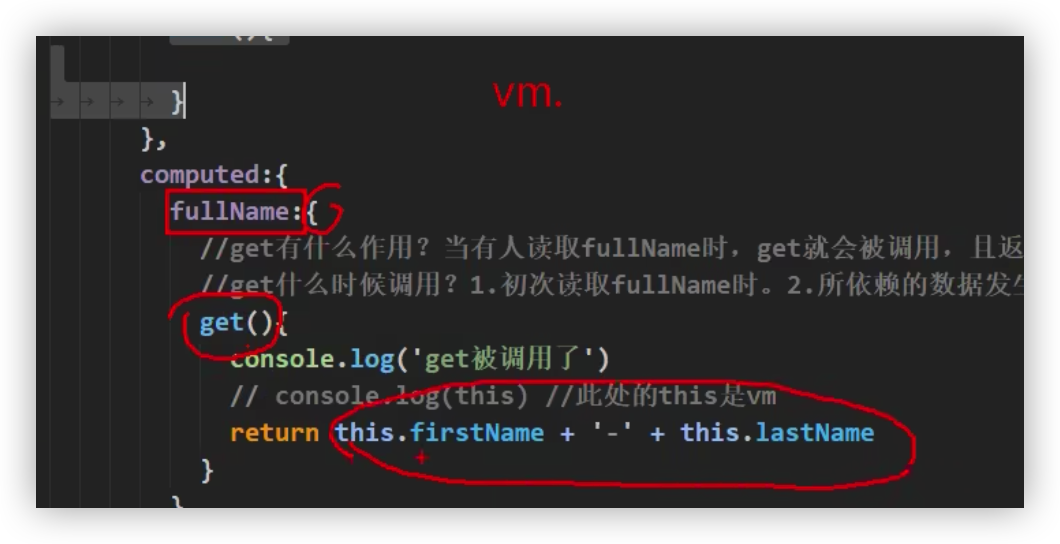 vm.
}
},
computed:{
fullName:{
//get有什么作用？当有人读取fullName时，get就会被调用，且返
//get什么时候调用？1.初次读取fullName时。2.所依赖的数据发生
get(){
console.log('get被调用了')
// console.log(this) //此处的this是vm
return this.firstName + '-' + this.lastName
}
}